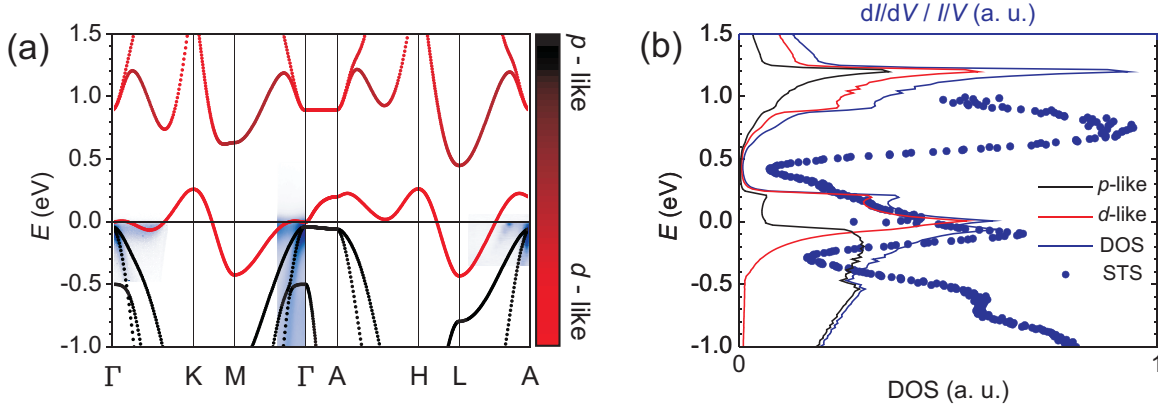 (a)
1.5
1.0
0.5
0.0
-0.5
-1.0
E (eV)
Γ K M Γ A H L A
p - like
d - like
(b)
dI/dV / I/V (a. u.)
1.5
1.0
0.5
0.0
-0.5
-1.0
E (eV)
p-like
d-like
DOS
STS
0 1
DOS (a. u.)